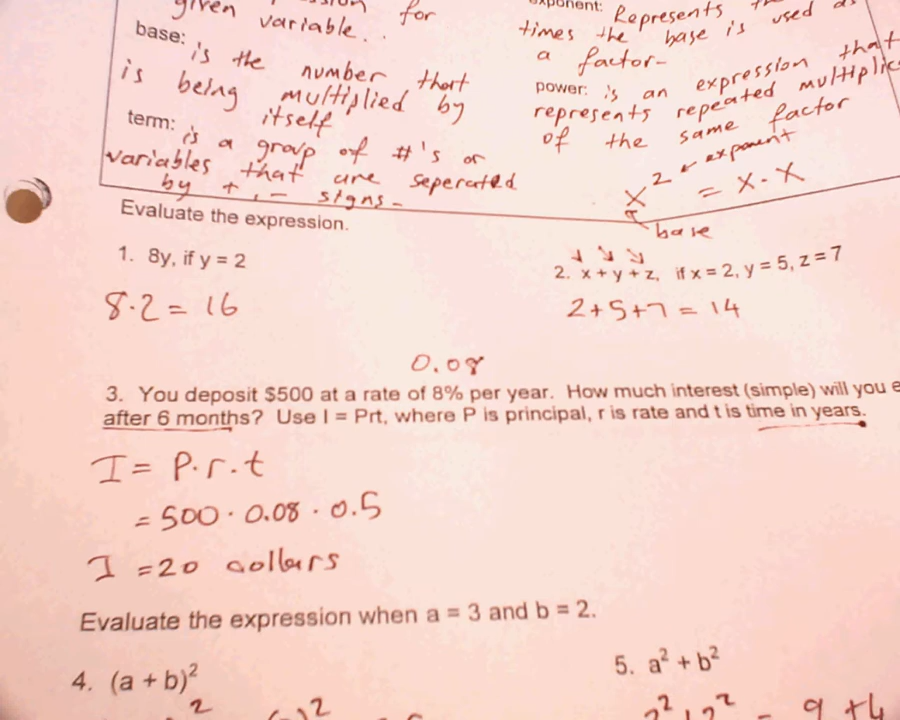 given for
variable..
base: is the number that
is being multiplied by
itself
term: is a group of #'s or
variables that are seperated
by +, - signs-
exponent: Represents
times the base is used as
a factor-
power: is an expression that
represents repeated
of the same factor
x² ← exponent = x·x
base
Evaluate the expression.
1. 8y, if y = 2
8·2 = 16
2. x + y + z, if x = 2, y = 5, z = 7
2+5+7 = 14
0.08
3. You deposit $500 at a rate of 8% per year. How much interest (simple) will you
after 6 months? Use I = Prt, where P is principal, r is rate and t is time in years.
I = P.r.t
= 500 · 0.08 · 0.5
I = 20 dollars
Evaluate the expression when a = 3 and b = 2.
4. (a + b)²
5. a² + b²
= 9 + 4